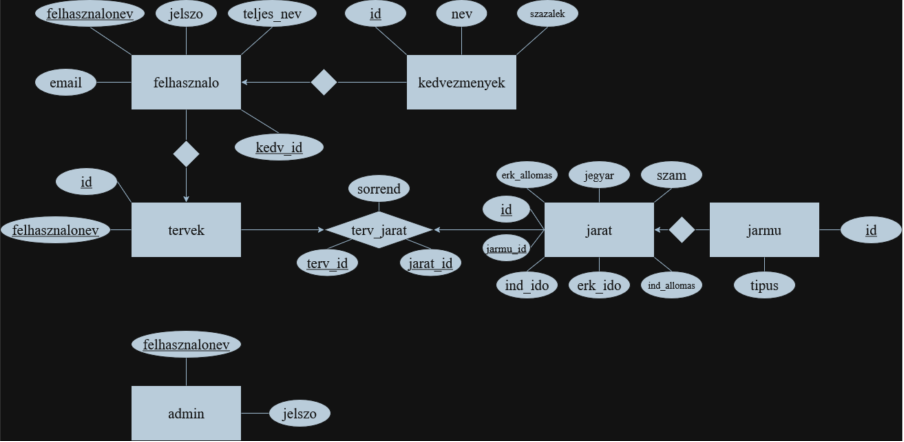 felhasznalonev
jelszo
teljes_nev
id
nev
szazalek
email
felhasznalo
kedvezmenyek
kedv_id
id
felhasznalonev
tervek
sorrend
terv_jarat
terv_id
jarat_id
erk_allomas
jegyar
szam
id
jarmu_id
jarat
jarmu
id
ind_ido
erk_ido
ind_allomas
tipus
felhasznalonev
admin
jelszo